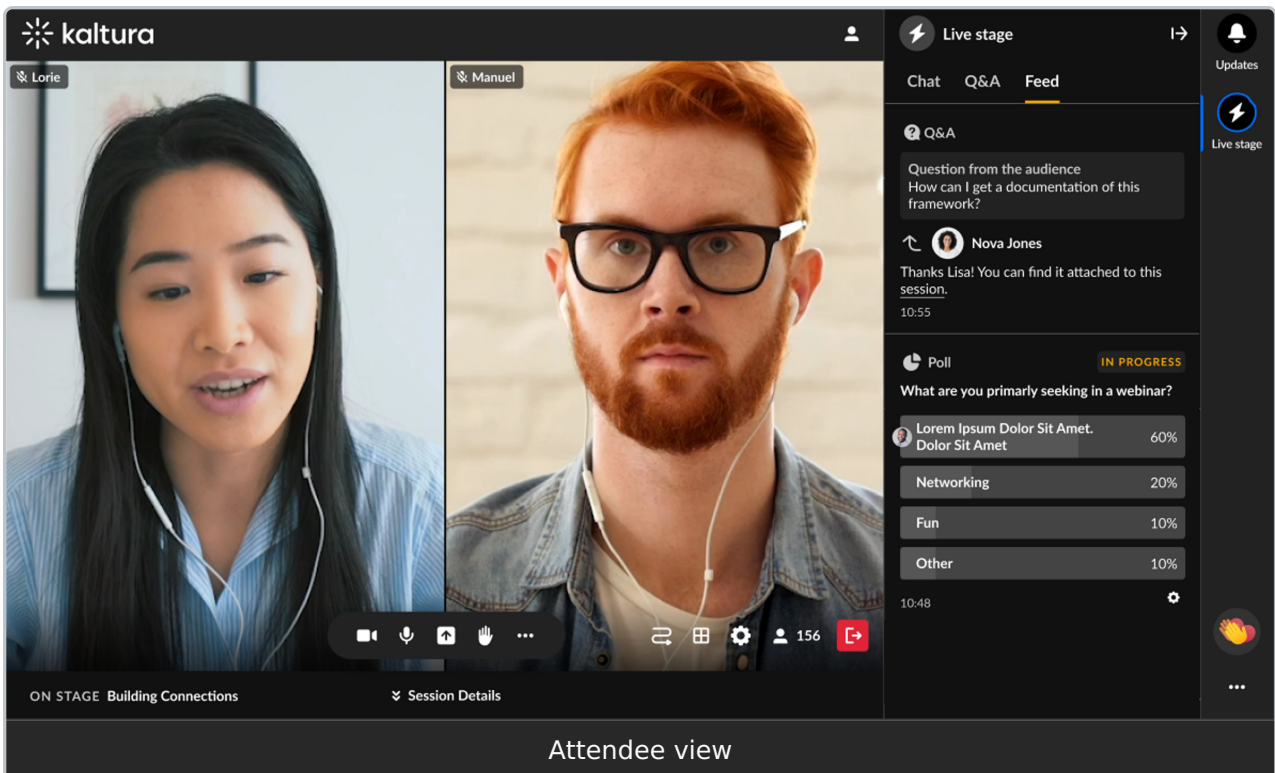 kaltura
Lorie
Manuel
156
ON STAGE Building Connections
Session Details
Live stage
Chat Q&A Feed
Q&A
Question from the audience
How can I get a documentation of this
framework?
Nova Jones
Thanks Lisa! You can find it attached to this
session.
10:55
Poll IN PROGRESS
What are you primarly seeking in a webinar?
Lorem Ipsum Dolor Sit Amet.
Dolor Sit Amet 60%
Networking 20%
Fun 10%
Other 10%
10:48
Updates
Live stage
Attendee view